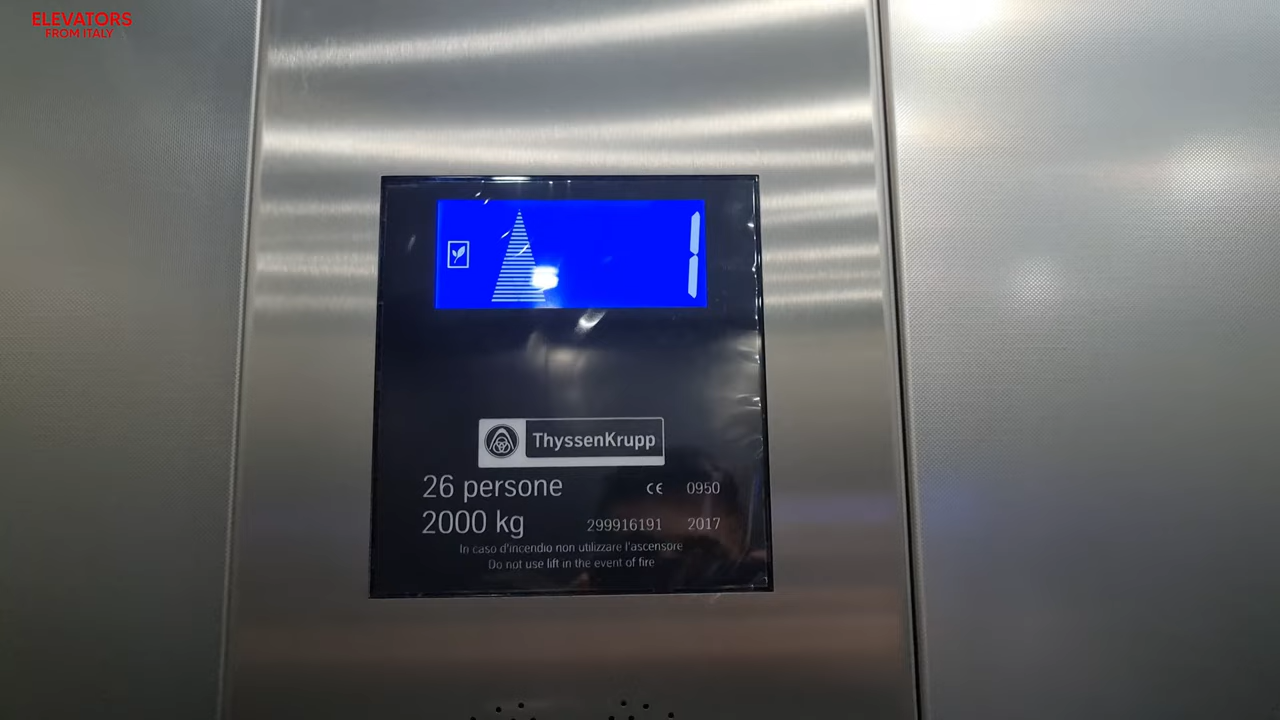 ELEVATORS
FROM ITALY
1
ThyssenKrupp
26 persone
CE 0950
2000 kg
299916191 2017
In caso d'incendio non utilizzare l'ascensore
Do not use lift in the event of fire